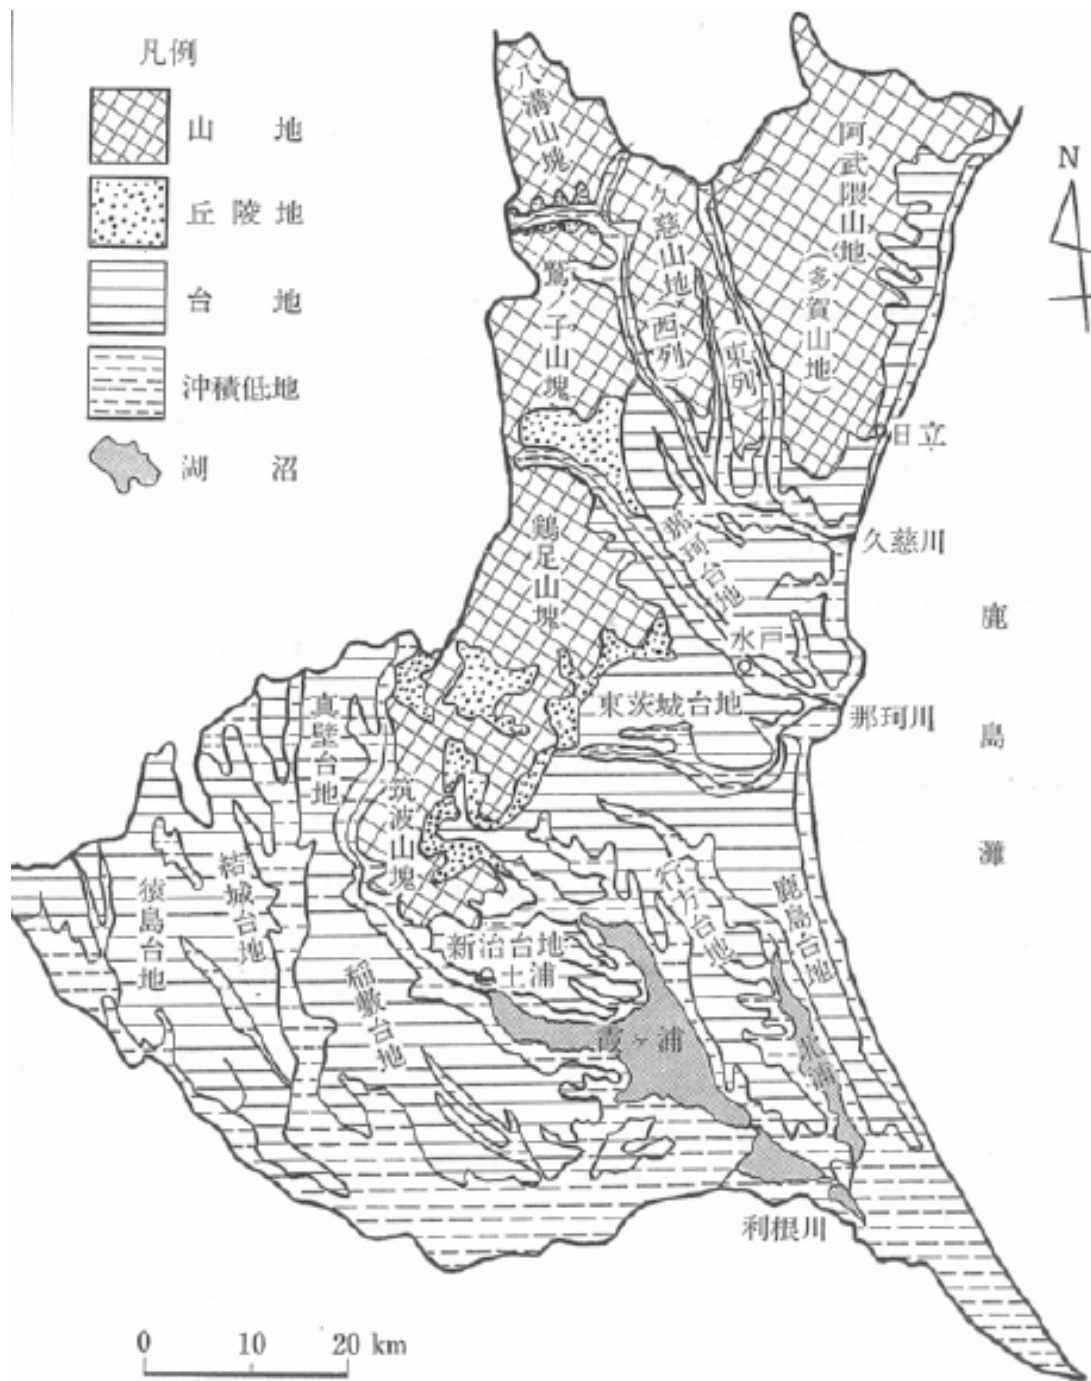 凡例
山地
丘陵地
台地
沖積低地
湖沼
N
八溝山塊
阿武隈山地
(多賀山地)
久慈山地(西列)
(東列)
鷲ノ子山塊
日立
久慈川
那珂台地
鶏足山塊
水戸
東茨城台地
那珂川
鹿島灘
真壁台地
筑波山塊
結城台地
猿島台地
行方台地
鹿島台地
新治台地
土浦
稲敷台地
霞ヶ浦
北浦
利根川
0 10 20 km